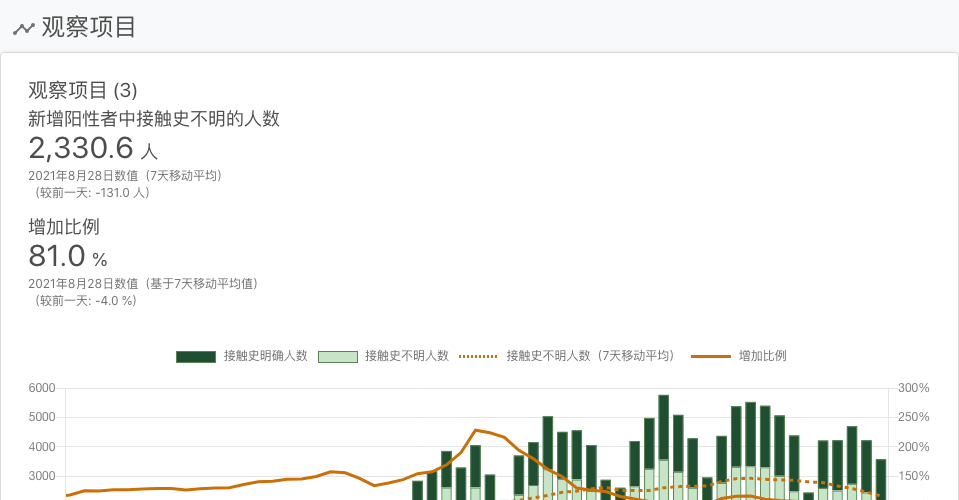 观察项目
观察项目 (3)
新增阳性者中接触史不明的人数
2,330.6 人
2021年8月28日数值（7天移动平均）
（较前一天: -131.0 人）
增加比例
81.0 %
2021年8月28日数值（基于7天移动平均值）
（较前一天: -4.0 %）
接触史明确人数 接触史不明人数 接触史不明人数（7天移动平均） 增加比例
6000 300%
5000 250%
4000 200%
3000 150%